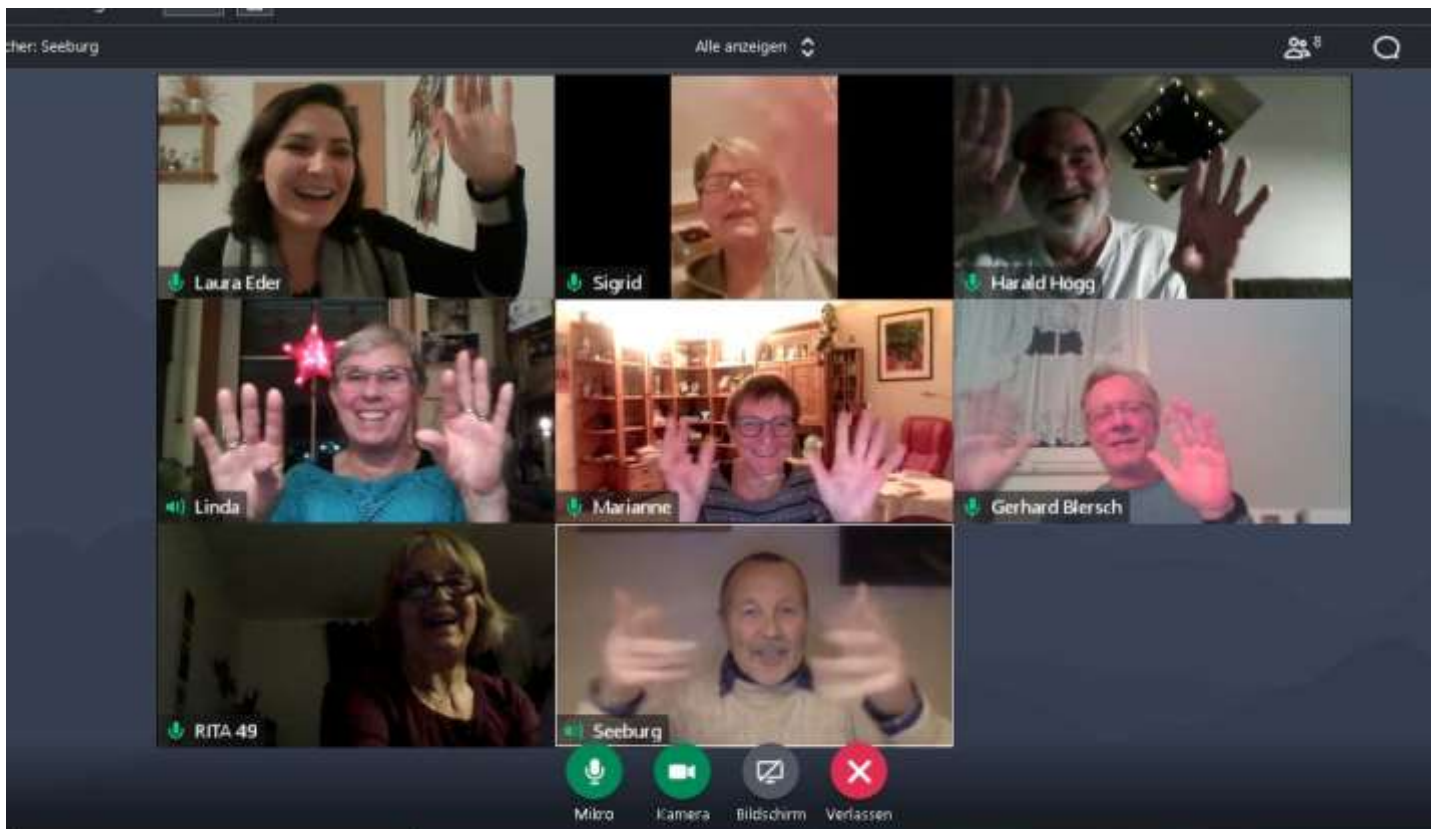 cher: Seeburg
Alle anzeigen
8
Laura Eder
Sigrid
Harald Högg
Linda
Marianne
Gerhard Blersch
RITA 49
Seeburg
Mikro
Kamera
Bildschirm
Verlassen